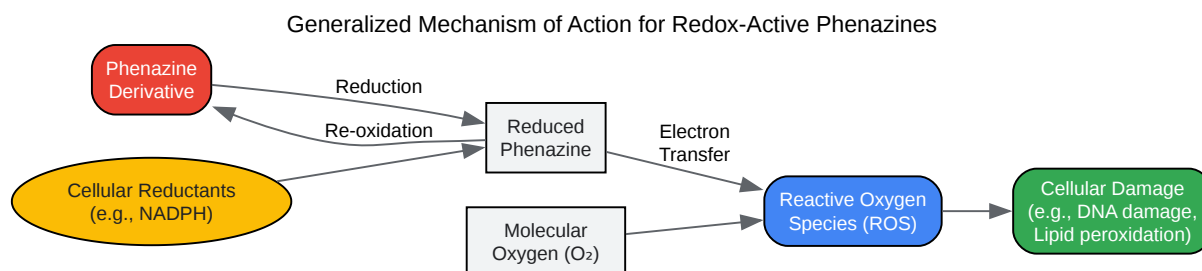 Generalized Mechanism of Action for Redox-Active Phenazines
Phenazine
Derivative
Reduction
Re-oxidation
Reduced
Phenazine
Electron
Transfer
Cellular Reductants
(e.g., NADPH)
Molecular
Oxygen (O₂)
Reactive Oxygen
Species (ROS)
Cellular Damage
(e.g., DNA damage,
Lipid peroxidation)